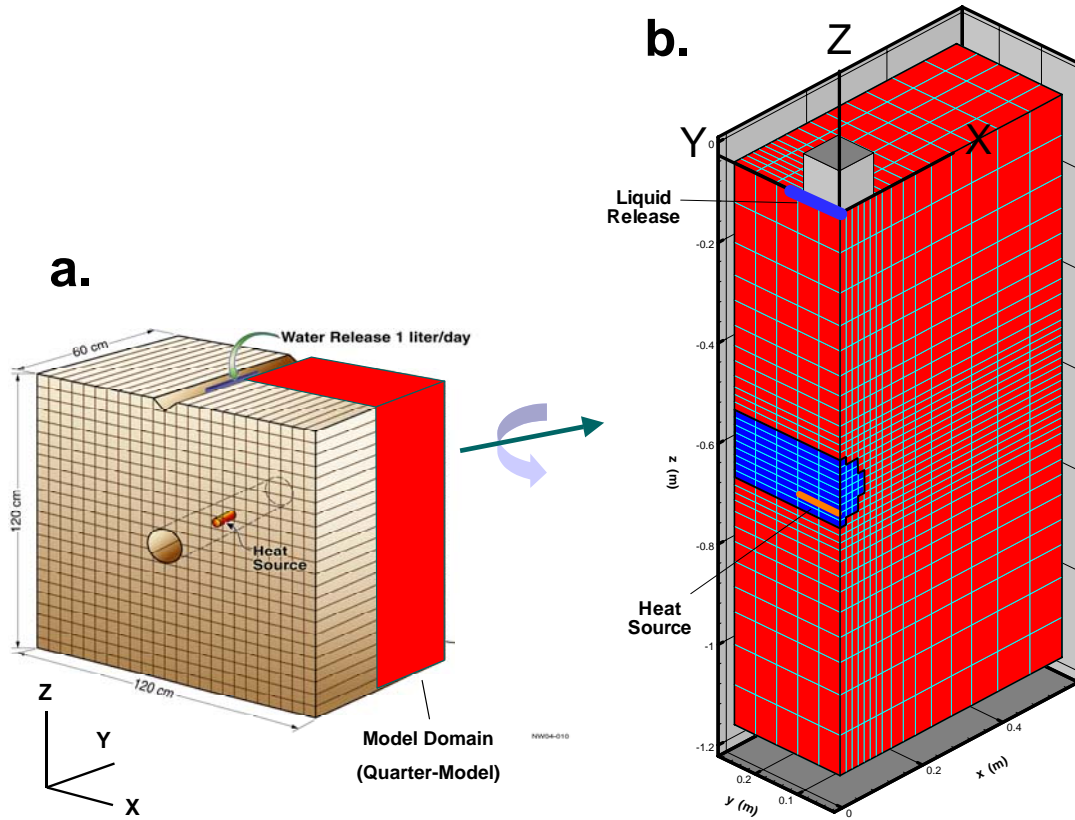 a.
60 cm
Water Release 1 liter/day
120 cm
Heat
Source
120 cm
Z
Y
X
Model Domain
(Quarter-Model)
NW04-010
b.
Z
Y
X
Liquid
Release
Heat
Source
0
-0.2
-0.4
-0.6
-0.8
-1
-1.2
z (m)
0.2
0.1
y (m)
0
0.2
0.4
x (m)